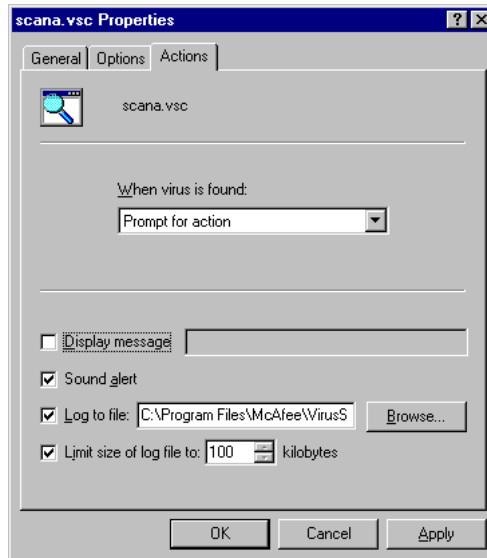 scana.vsc Properties
General Options Actions
scana.vsc
When virus is found:
Prompt for action
Display message
Sound alert
Log to file: C:\Program Files\McAfee\VirusS Browse...
Limit size of log file to: 100 kilobytes
OK Cancel Apply